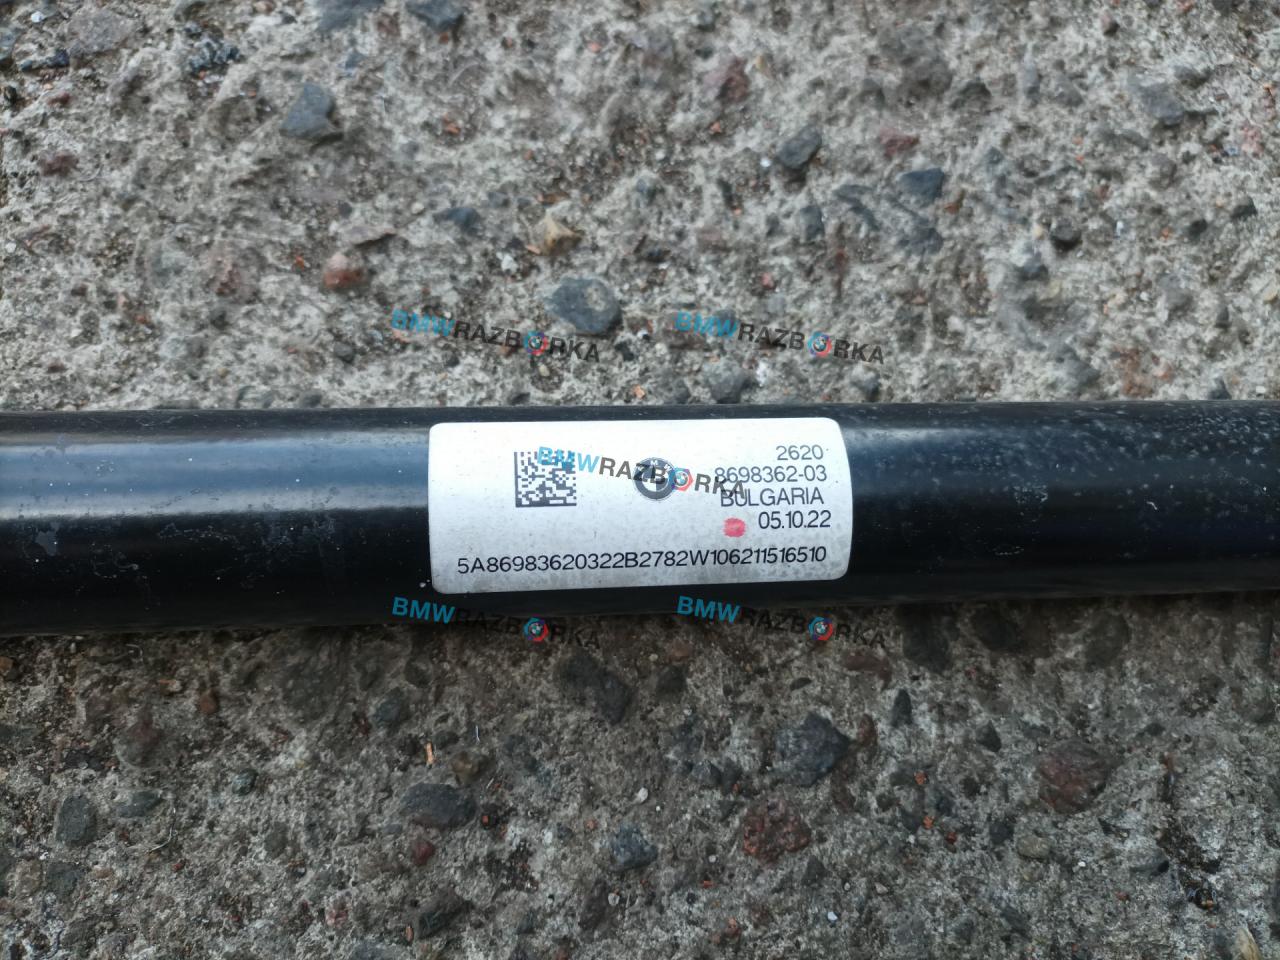 BMWRAZBORKA BMWRAZBORKA
2620
BMWRAZBORKA
8698362-03
BULGARIA
05.10.22
5A86983620322B2782W106211516510
BMWRAZBORKA BMWRAZBORKA